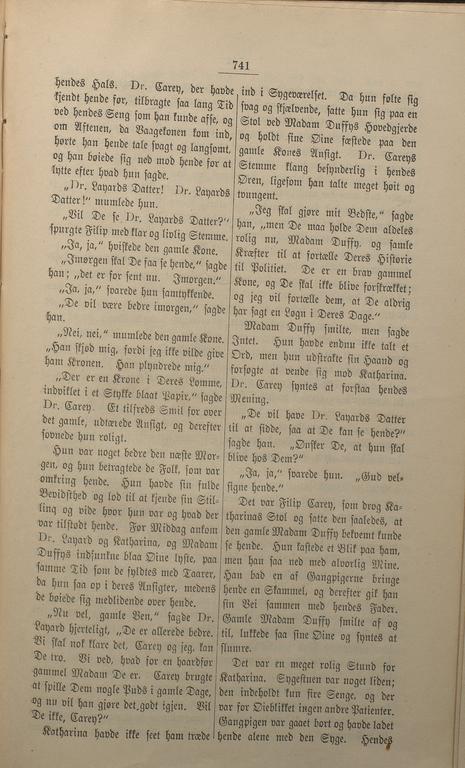 741
hendes Hals. Dr. Carey, der havde
kjendt hende før, tilbragte saa lang Tid
ved hendes Seng som han kunde afse, og
om Aftenen, da Vaagekonen kom ind,
hørte han hende tale svagt og langsomt,
og han bøiede sig ned mod hende for at
lytte efter hvad hun sagde.
„Dr. Layards Datter! Dr. Layards
Datter!“ mumlede hun.
„Vil De se Dr. Layards Datter?“
spurgte Filip med klar og livlig Stemme.
„Ja, ja,“ hviskede den gamle Kone.
„Imorgen skal De faa se hende,“ sagde
han; „det er for sent nu. Imorgen.“
„Ja, ja,“ svarede hun samtykkende.
„De vil være bedre imorgen,“ sagde
han.
„Nei, nei,“ mumlede den gamle Kone.
„Han skjød mig, fordi jeg ikke vilde give
ham Kronen. Han plyndrede mig.“
„Der er en Krone i Deres Lomme,
indviklet i et Stykke blaat Papir,“ sagde
Dr. Carey. Et tilfreds Smil for over
det gamle, udtærede Ansigt, og derefter
sovnede hun roligt.
Hun var noget bedre den næste Mor-
gen, og hun betragtede de Folk, som var
omkring hende. Hun havde sin fulde
Bevidsthed og lod til at kjende sin Stil-
ling og vide hvor hun var og hvad der
var tilstødt hende. Før Middag ankom
Dr. Layard og Katharina, og Madam
Duffys indsunkne blaa Øine lyste, paa
samme Tid som de fyldtes med Taarer,
da hun saa op i deres Ansigter, medens
de bøiede sig medlidende over hende.
„Nu vel, gamle Ven,“ sagde Dr.
Layard hjerteligt, „De er allerede bedre.
Vi skal nok klare det, Carey og jeg, kan
De tro. Vi ved, hvad for en haardfør
gammel Madam De er. Carey brugte
at spille Dem nogle Puds i gamle Dage,
og nu vil han gjøre det godt igjen. Vil
De ikke, Carey?“
Katharina havde ikke seet ham træde
ind i Sygeværelset. Da hun følte sig
svag og skjælvende, satte hun sig paa en
Stol ved Madam Duffys Hovedgjerde
og holdt sine Øine fæstede paa den
gamle Kones Ansigt. Dr. Careys
Stemme klang besynderlig i hendes
Øren, ligesom han talte meget høit og
tvungent.
„Jeg skal gjøre mit Bedste,“ sagde
han, „men De maa holde Dem aldeles
rolig nu, Madam Duffy, og samle
Kræfter til at fortælle Deres Historie
til Politiet. De er en brav gammel
Kone, og De skal ikke blive forskrækket;
og jeg vil fortælle dem, at De aldrig
har sagt en Løgn i Deres Dage.“
Madam Duffy smilte, men sagde
Intet. Hun havde endnu ikke talt et
Ord, men hun udstrakte sin Haand og
forsøgte at vende sig mod Katharina.
Dr. Carey syntes at forstaa hendes
Mening.
„De vil have Dr. Layards Datter
til at sidde, saa at De kan se hende?“
sagde han. „Ønsker De, at hun skal
blive hos Dem?“
„Ja, ja,“ svarede hun. „Gud vel-
signe hende.“
Det var Filip Carey, som drog Ka-
tharinas Stol og satte den saaledes, at
den gamle Madam Duffy bekvemt kunde
se hende. Hun kastede et Blik paa ham,
men han saa ned med alvorlig Mine.
Han bad en af Gangpigerne bringe
hende en Skammel, og derefter gik han
sin Vei sammen med hendes Fader.
Gamle Madam Duffy smilte af og
til, lukkede saa sine Øine og syntes at
slumre.
Det var en meget rolig Stund for
Katharina. Sygestuen var noget liden;
den indeholdt kun fire Senge, og der
var for Øieblikket ingen andre Patienter.
Gangpigen var gaaet bort og havde ladet
hende alene med den Syge. Hendes